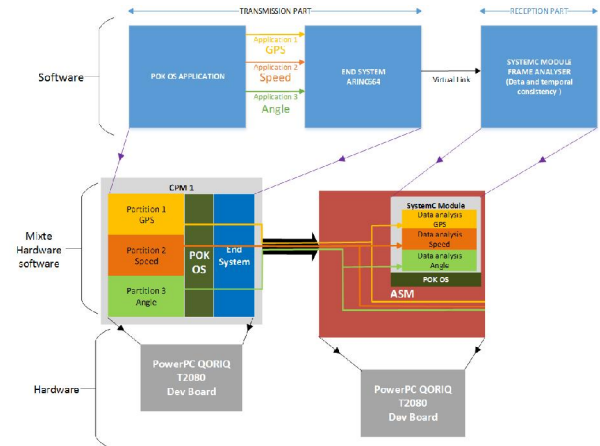 TRANSMISSION PART
RECEPTION PART
Software
POK OS APPLICATION
Application 1
GPS
Application 2
Speed
Application 3
Angle
END SYSTEM
ARINC664
Virtual Link
SYSTEMC MODULE
FRAME ANALYSER
(Data and temporal
consistency )
Mixte
Hardware
software
CPM 1
Partition 1
GPS
Partition 2
Speed
Partition 3
Angle
POK
OS
End
System
SystemC Module
Data analysis
GPS
Data analysis
Speed
Data analysis
Angle
POK OS
ASM
Hardware
PowerPC QORIQ
T2080
Dev Board
PowerPC QORIQ
T2080
Dev Board